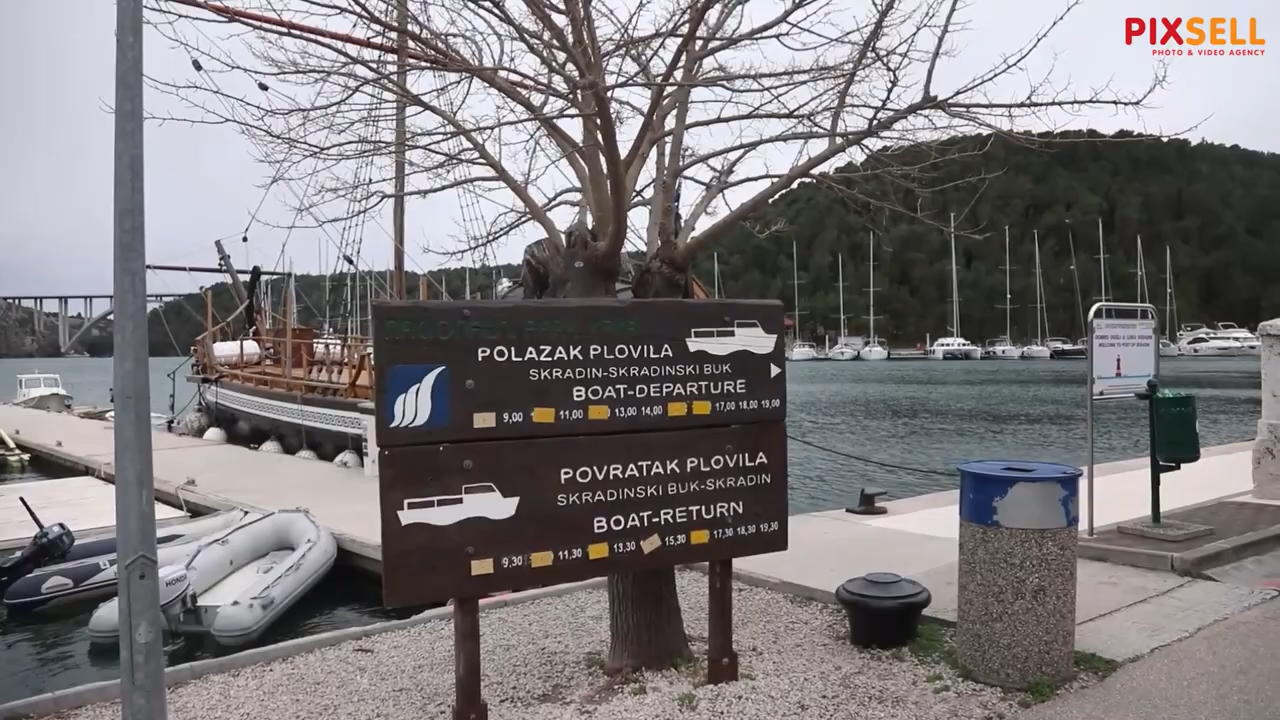 PIXSELL
PHOTO & VIDEO AGENCY
POLAZAK PLOVILA
SKRADIN-SKRADINSKI BUK
BOAT-DEPARTURE
9,00 11,00 13,00 14,00 17,00 18,00 19,00
POVRATAK PLOVILA
SKRADINSKI BUK-SKRADIN
BOAT-RETURN
9,30 11,30 13,30 15,30 17,30 18,30 19,30
HONDA